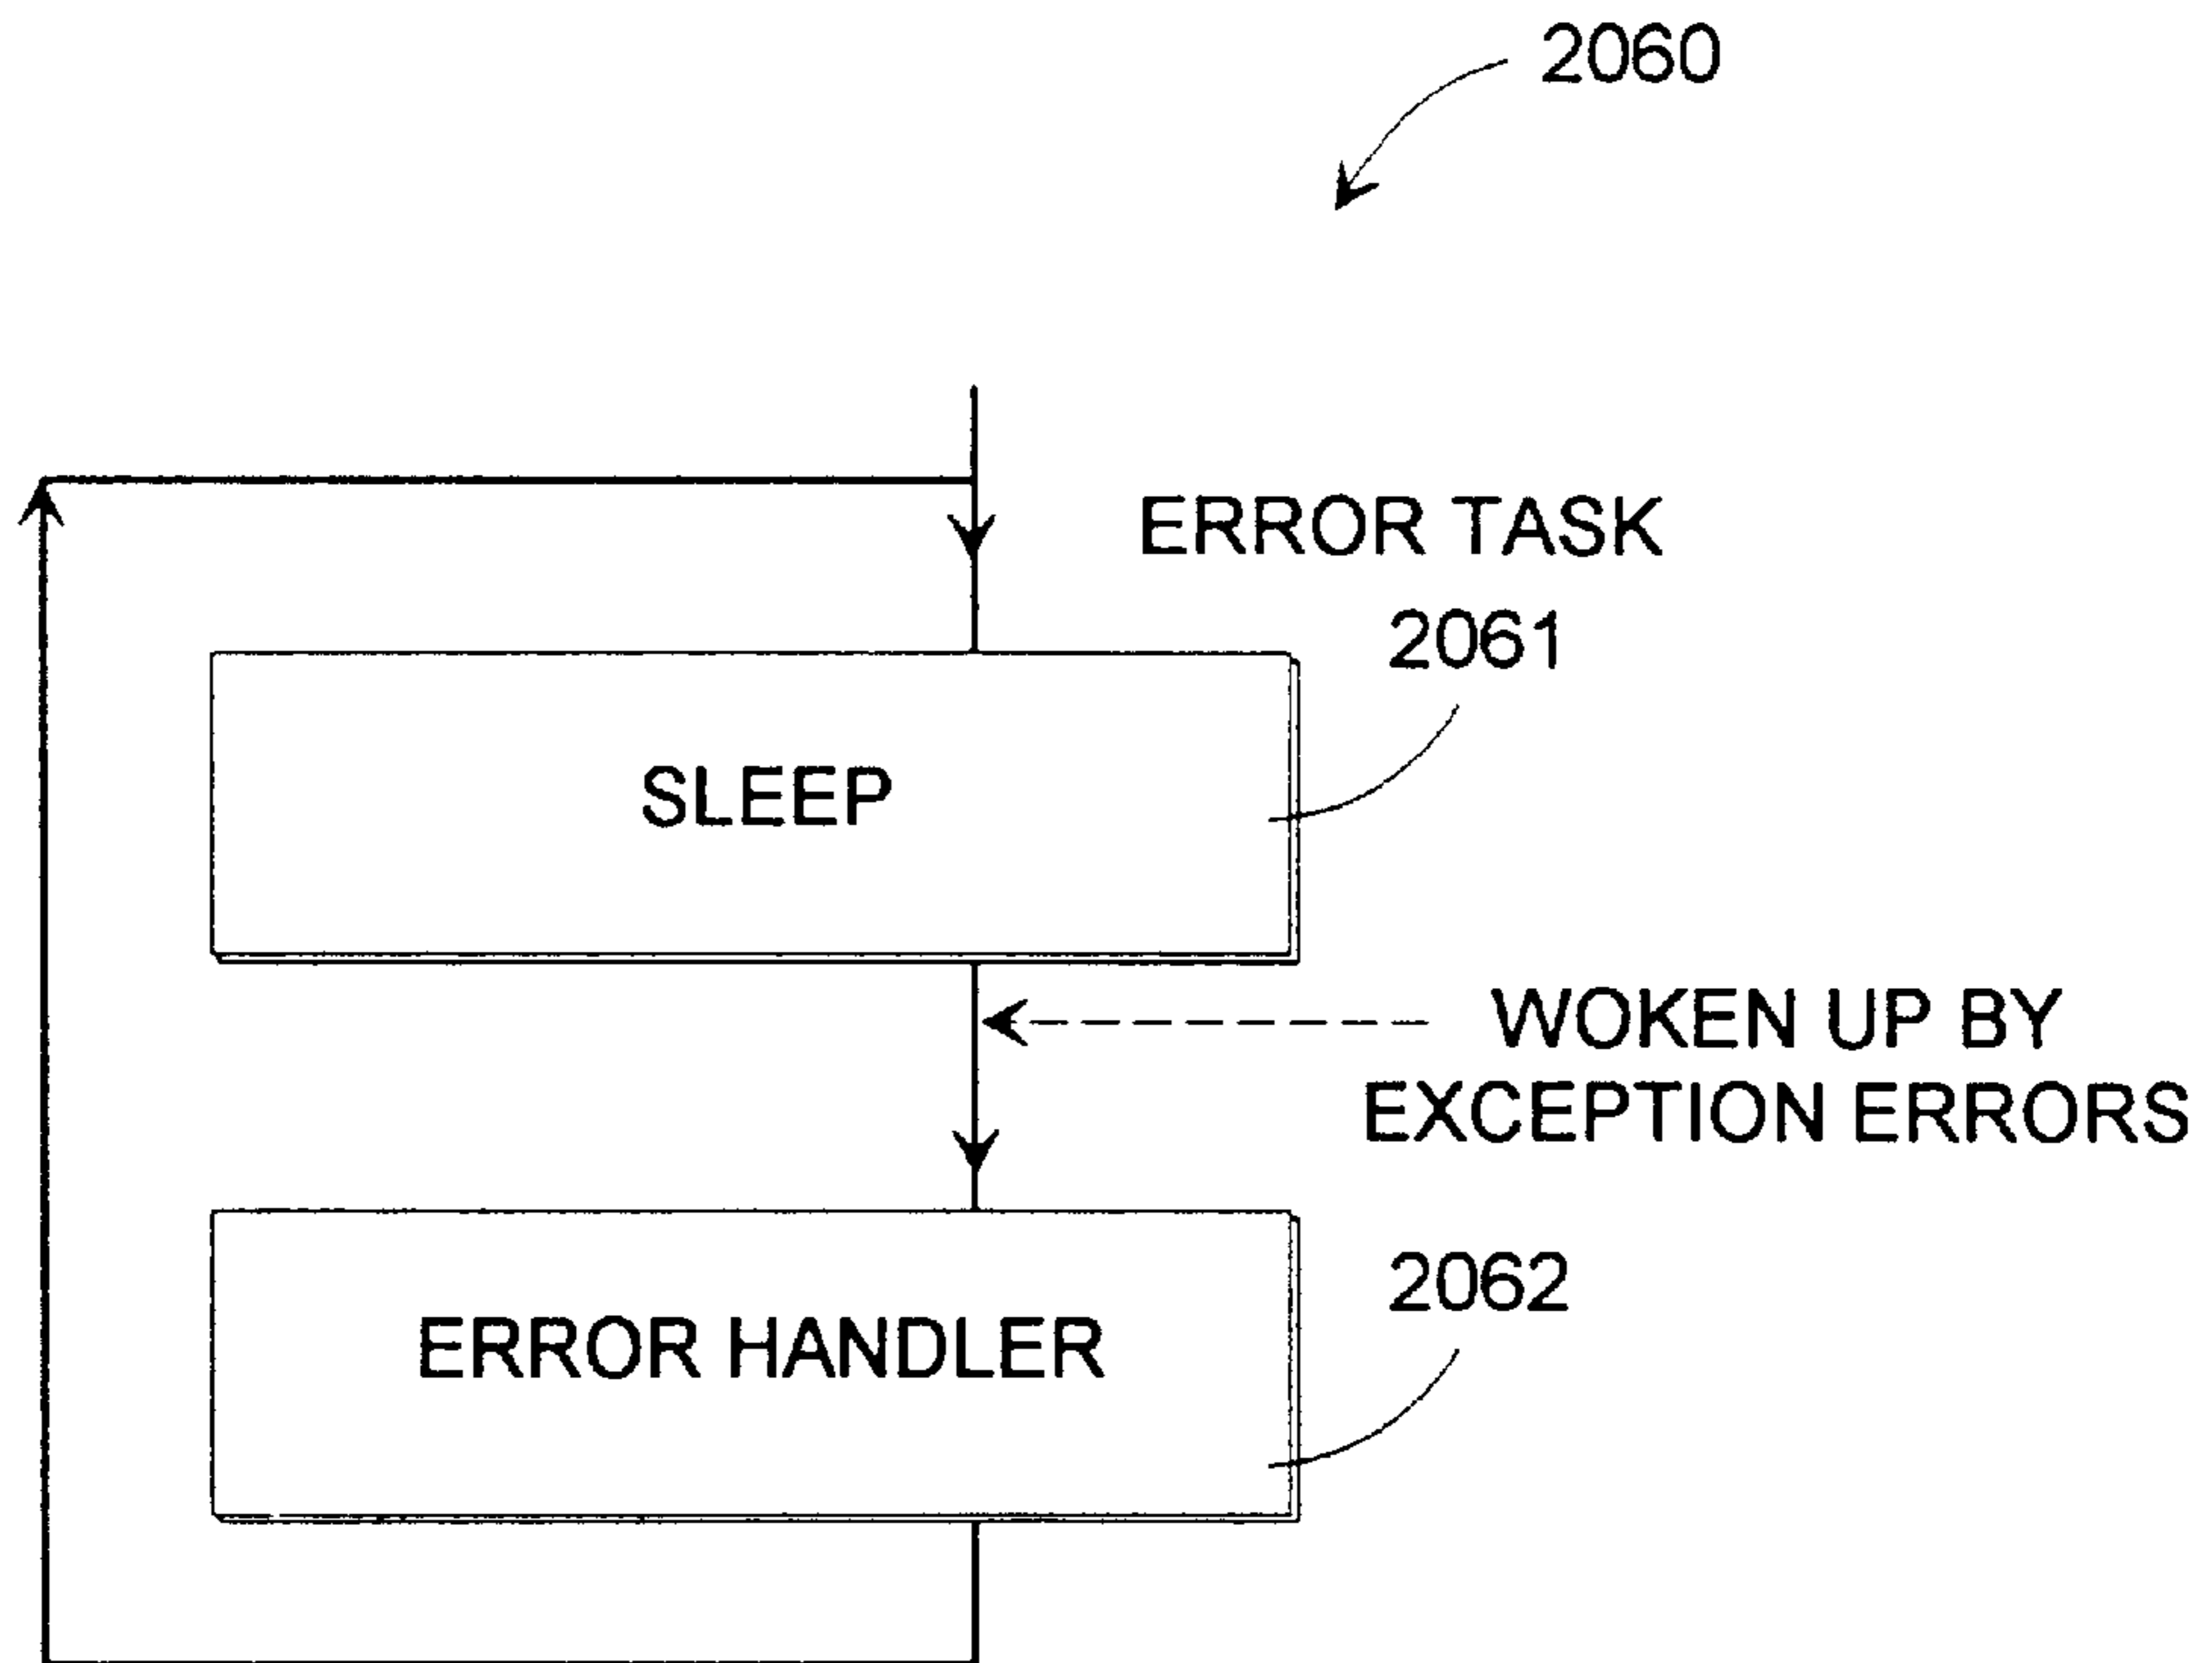 2060
ERROR TASK
2061
SLEEP
WOKEN UP BY
EXCEPTION ERRORS
2062
ERROR HANDLER